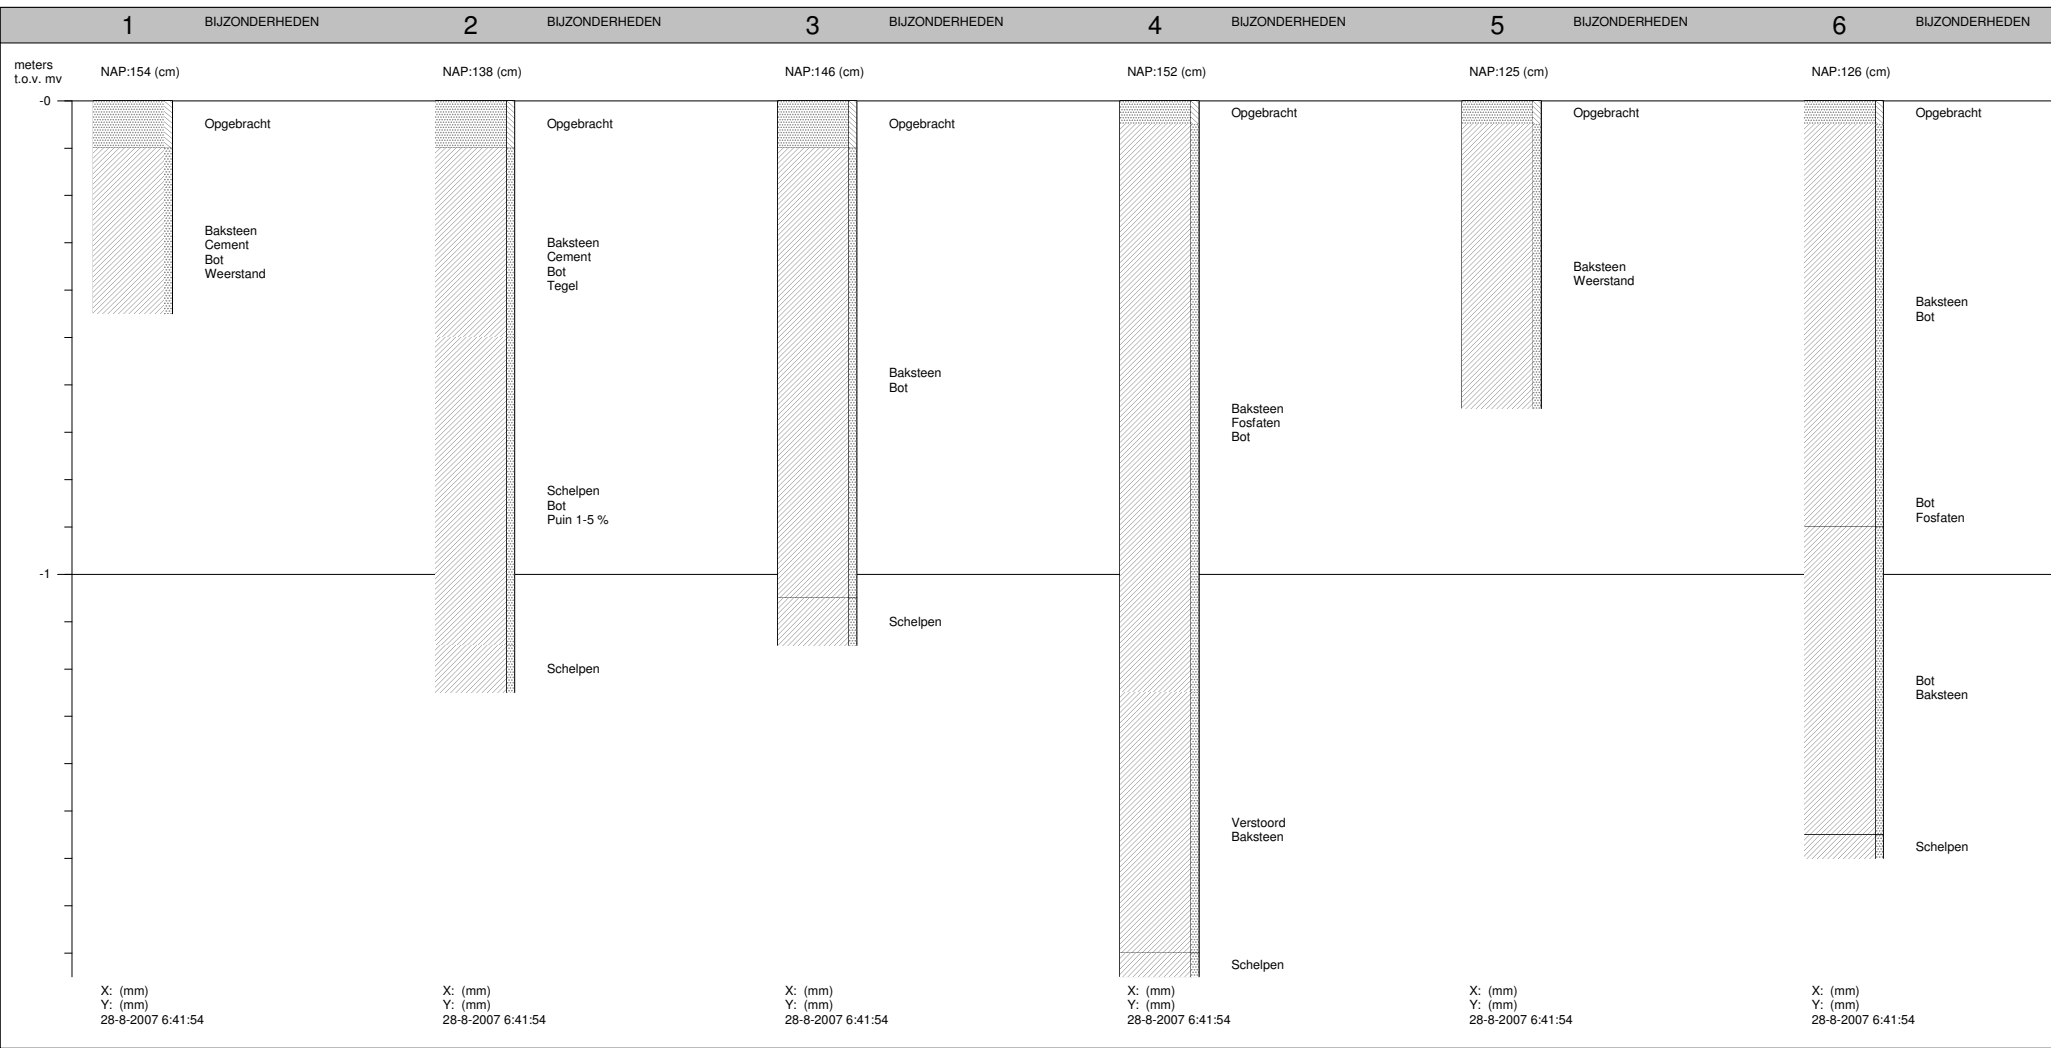 1 BIJZONDERHEDEN 2 BIJZONDERHEDEN 3 BIJZONDERHEDEN 4 BIJZONDERHEDEN 5 BIJZONDERHEDEN 6 BIJZONDERHEDEN
meters
t.o.v. mv
NAP:154 (cm) NAP:138 (cm) NAP:146 (cm) NAP:152 (cm) NAP:125 (cm) NAP:126 (cm)
-0
-1
Opgebracht
Baksteen
Cement
Bot
Weerstand
X: (mm)
Y: (mm)
28-8-2007 6:41:54
Opgebracht
Baksteen
Cement
Bot
Tegel
Schelpen
Bot
Puin 1-5 %
Schelpen
X: (mm)
Y: (mm)
28-8-2007 6:41:54
Opgebracht
Baksteen
Bot
Schelpen
X: (mm)
Y: (mm)
28-8-2007 6:41:54
Opgebracht
Baksteen
Fosfaten
Bot
Verstoord
Baksteen
Schelpen
X: (mm)
Y: (mm)
28-8-2007 6:41:54
Opgebracht
Baksteen
Weerstand
X: (mm)
Y: (mm)
28-8-2007 6:41:54
Opgebracht
Baksteen
Bot
Bot
Fosfaten
Bot
Baksteen
Schelpen
X: (mm)
Y: (mm)
28-8-2007 6:41:54